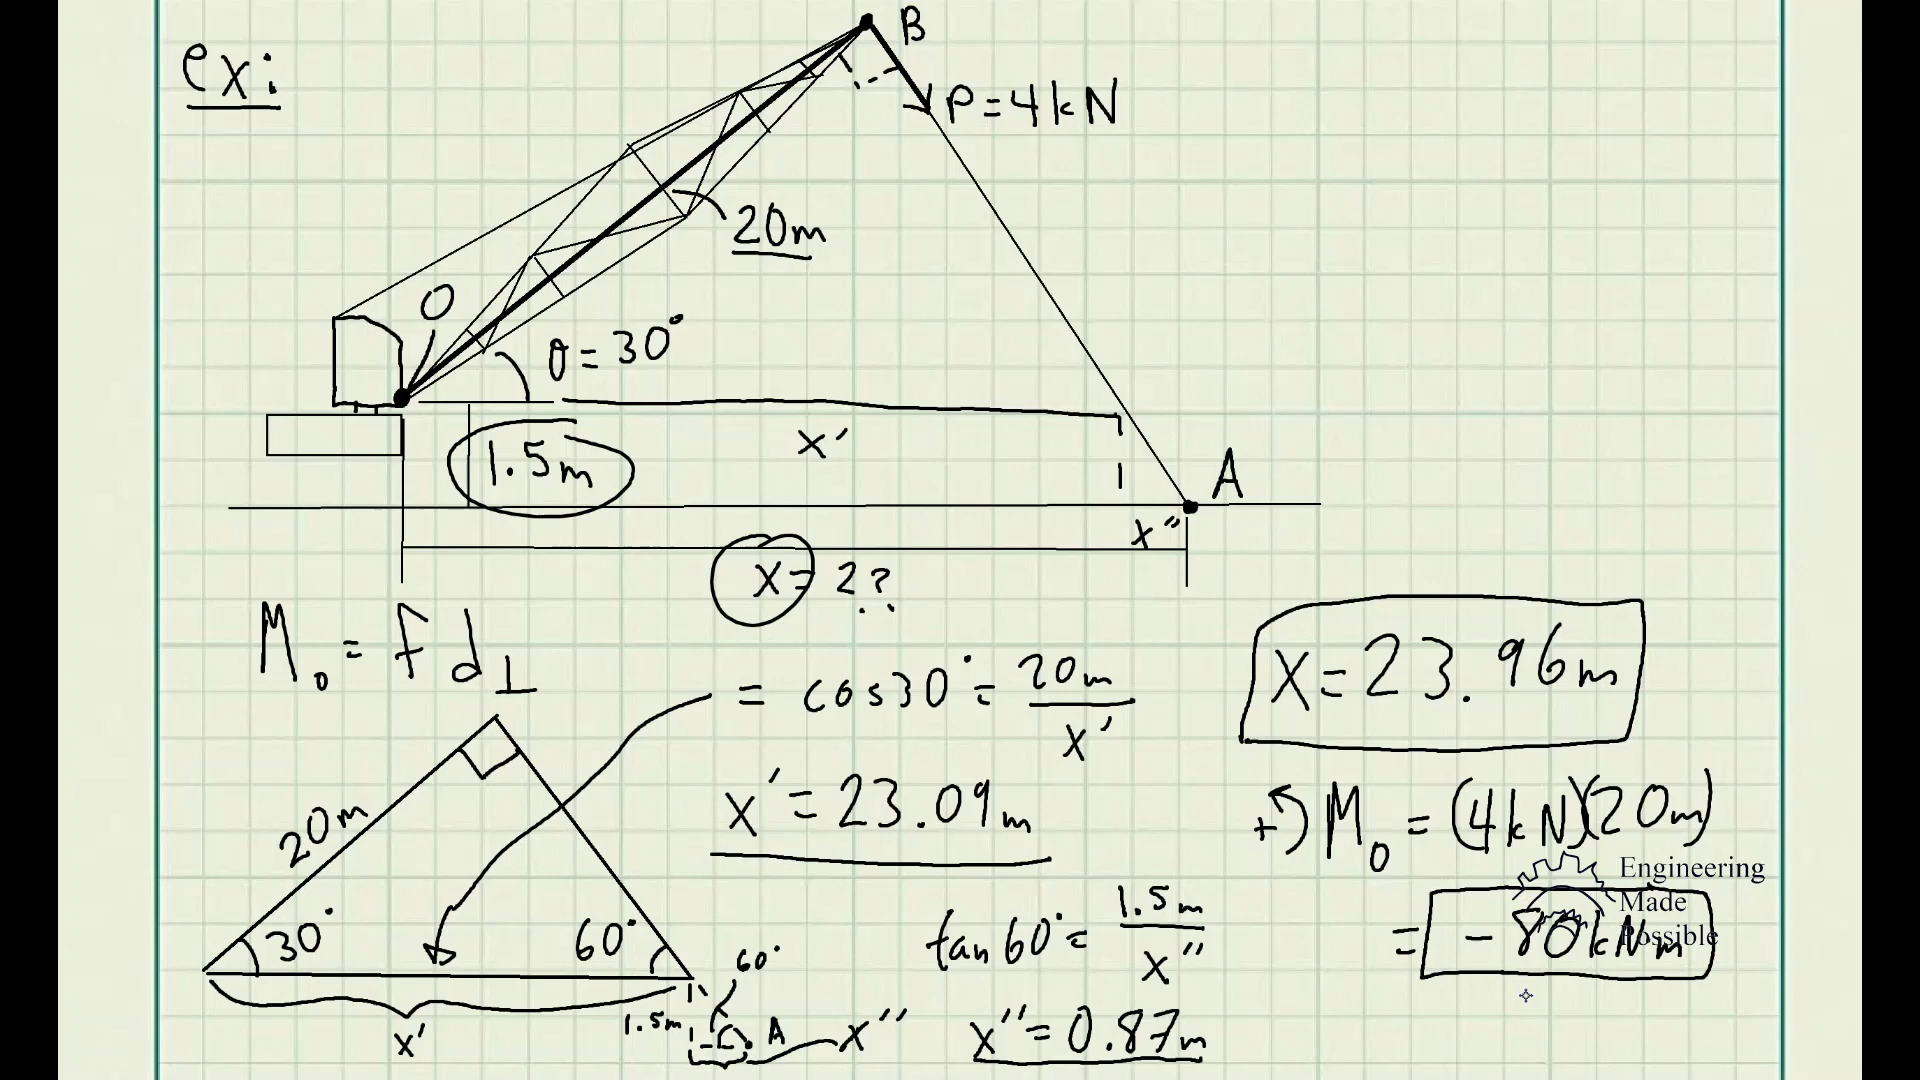 ex:
B
P=4kN
20m
O
θ=30°
x'
1.5m
A
x"
x=??
M₀ = F d⊥
= cos30° = 20m / x'
x=23.96m
x'=23.09m
+↺ M₀ = (4kN)(20m)
= -80kNm
Engineering
Made
Possible
20m
30°
60°
tan60° = 1.5m / x"
60°
1.5m
A
x"
x"=0.87m
x'